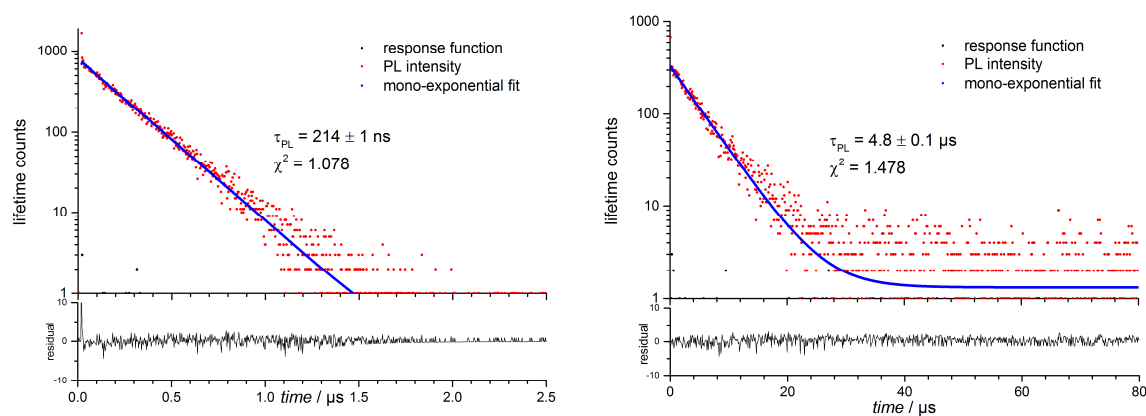 1000
100
10
1
lifetime counts
response function
PL intensity
mono-exponential fit
τPL = 214 ± 1 ns
χ² = 1.078
10
0
-10
residual
0.0 0.5 1.0 1.5 2.0 2.5
time / μs
1000
100
10
1
lifetime counts
response function
PL intensity
mono-exponential fit
τPL = 4.8 ± 0.1 μs
χ² = 1.478
10
0
-10
residual
0 20 40 60 80
time / μs